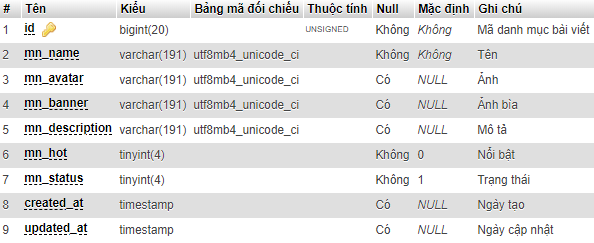 # Tên Kiểu Bảng mã đối chiếu Thuộc tính Null Mặc định Ghi chú
1 id bigint(20) UNSIGNED Không Không Mã danh mục bài viết
2 mn_name varchar(191) utf8mb4_unicode_ci Không Không Tên
3 mn_avatar varchar(191) utf8mb4_unicode_ci Có NULL Ảnh
4 mn_banner varchar(191) utf8mb4_unicode_ci Có NULL Ảnh bìa
5 mn_description varchar(191) utf8mb4_unicode_ci Có NULL Mô tả
6 mn_hot tinyint(4) Không 0 Nổi bật
7 mn_status tinyint(4) Không 1 Trạng thái
8 created_at timestamp Có NULL Ngày tạo
9 updated_at timestamp Có NULL Ngày cập nhật